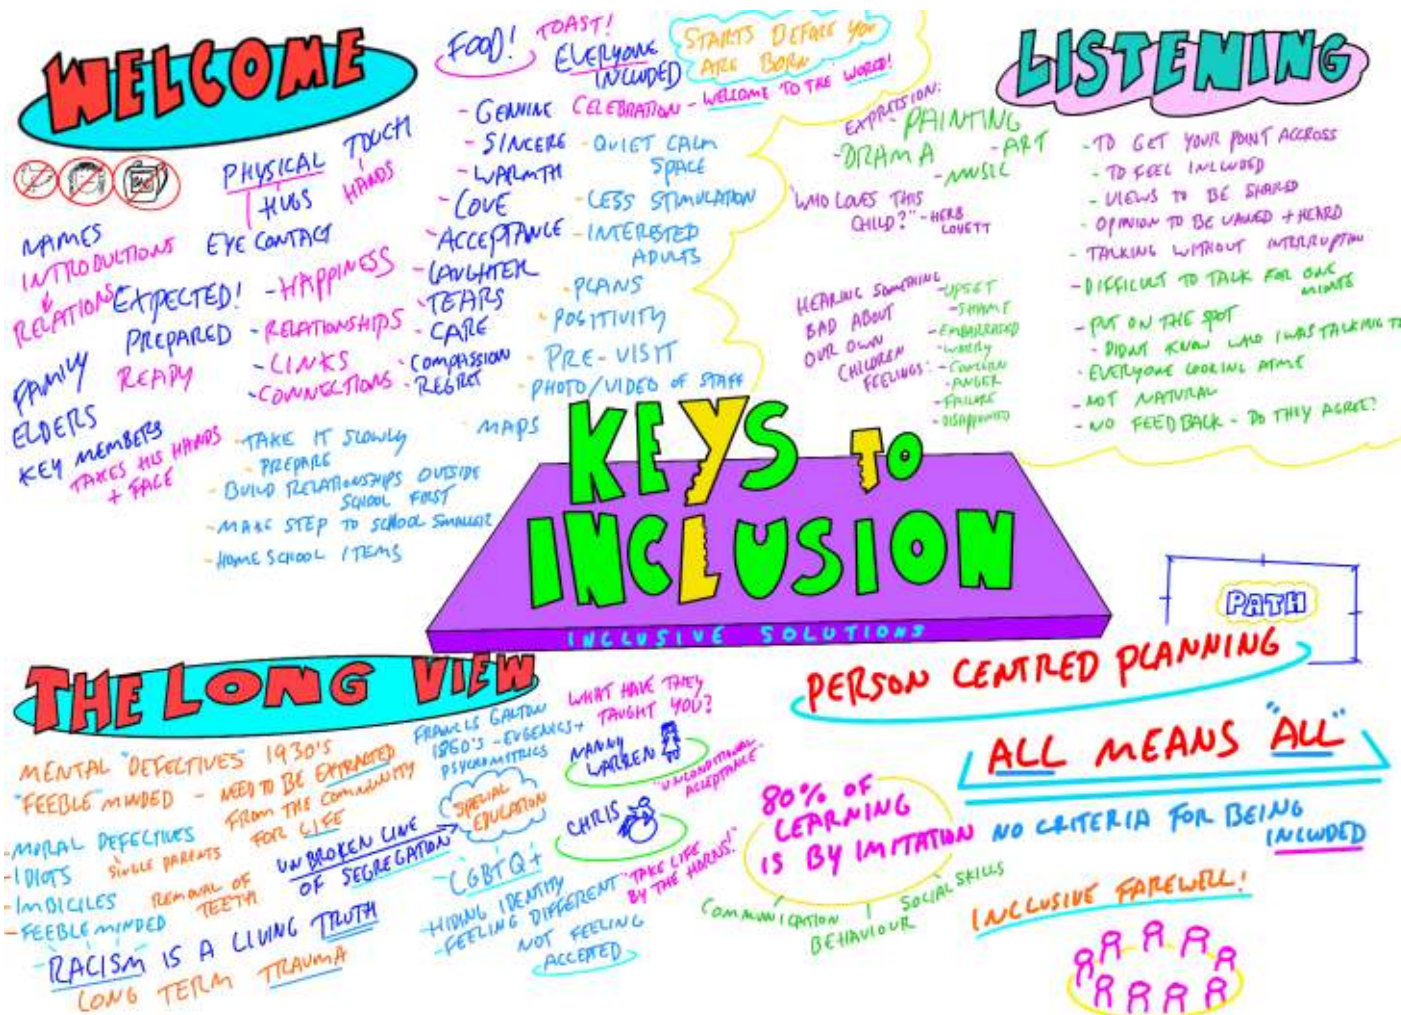 WELCOME
FOOD!
TOAST!
EVERYONE
INCLUDED
STARTS BEFORE YOU
ARE BORN
CELEBRATION - WELCOME TO THE WORLD!
BAG
NAMES
INTRODUCTIONS
RELATIONS
FAMILY
ELDERS
KEY MEMBERS
TAKES HIS HANDS
+ FACE
PHYSICAL
HUGS
TOUCH
HANDS
EYE CONTACT
EXPECTED!
PREPARED
READY
- HAPPINESS
- RELATIONSHIPS
- LINKS
- CONNECTIONS
- GENUINE
- SINCERE
- WARMTH
- LOVE
- ACCEPTANCE
- LAUGHTER
- TEARS
- CARE
- COMPASSION
- REGRET
- QUIET CALM
SPACE
- LESS STIMULATION
- INTERESTED
ADULTS
- PLANS
- POSITIVITY
- PRE-VISIT
- PHOTO/VIDEO OF STAFF
- MAPS
- TAKE IT SLOWLY
- PREPARE
- BUILD RELATIONSHIPS OUTSIDE
SCHOOL FIRST
- MAKE STEP TO SCHOOL SMALLER
- HOME SCHOOL ITEMS
LISTENING
EXPRESSION:
- PAINTING
- DRAMA
- ART
- MUSIC
"WHO LOVES THIS
CHILD?" - HERB
LOVETT
HEARING SOMETHING
BAD ABOUT
OUR OWN
CHILDREN
FEELINGS:
- UPSET
- SHAME
- EMBARRASED
- WORRY
- CONCERN
- ANGER
- FAILURE
- DISAPPOINTED
- TO GET YOUR POINT ACCROSS
- TO FEEL INCLUDED
- VIEWS TO BE SHARED
- OPINION TO BE VALUED + HEARD
- TALKING WITHOUT INTERRUPTION
- DIFFICULT TO TALK FOR ONE
MINUTE
- PUT ON THE SPOT
- DIDNT KNOW WHO I WAS TALKING TO
- EVERYONE LOOKING AT ME
- NOT NATURAL
- NO FEEDBACK - DO THEY AGREE?
KEYS TO
INCLUSION
INCLUSIVE SOLUTIONS
THE LONG VIEW
MENTAL "DEFECTIVES" 1930'S
"FEEBLE" MINDED - NEED TO BE EXTRACTED
FROM THE COMMUNITY
FOR LIFE
- MORAL DEFECTIVES
SINGLE PARENTS
- IDIOTS
- IMBICILES
- FEEBLE MINDED
REMOVAL OF
TEETH
UNBROKEN LINE
OF SEGREGATION
RACISM IS A LIVING TRUTH
LONG TERM TRAUMA
FRANCIS GALTON
1860'S - EUGENICS +
PSYCHOMETRICS
SPECIAL
EDUCATION
LGBTQ+
- HIDING IDENTITY
- FEELING DIFFERENT
NOT FEELING
ACCEPTED
WHAT HAVE THEY
TAUGHT YOU?
NANNY
WARREN
"UNCONDITIONAL
ACCEPTANCE"
CHRIS
"TAKE LIFE
BY THE HORNS!"
80% OF
LEARNING
IS BY IMITATION
COMMUNICATION
BEHAVIOUR
SOCIAL SKILLS
PATH
PERSON CENTRED PLANNING
ALL MEANS "ALL"
NO CRITERIA FOR BEING
INCLUDED
INCLUSIVE FAREWELL!